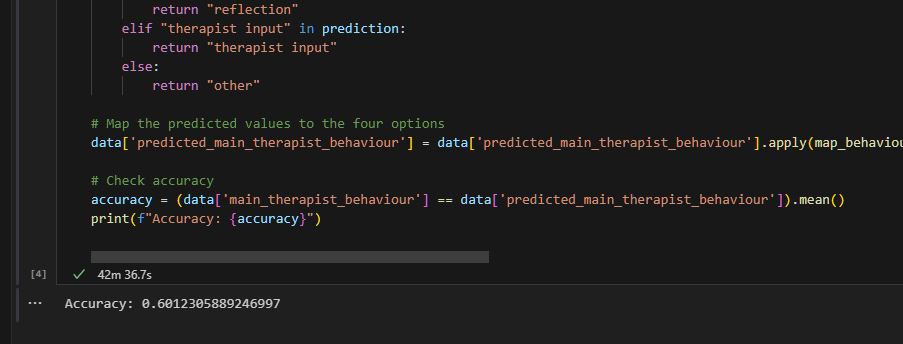 return "reflection"
elif "therapist input" in prediction:
return "therapist input"
else:
return "other"
# Map the predicted values to the four options
data['predicted_main_therapist_behaviour'] = data['predicted_main_therapist_behaviour'].apply(map_behaviou
# Check accuracy
accuracy = (data['main_therapist_behaviour'] == data['predicted_main_therapist_behaviour']).mean()
print(f"Accuracy: {accuracy}")
[4] ✓ 42m 36.7s
... Accuracy: 0.6012305889246997